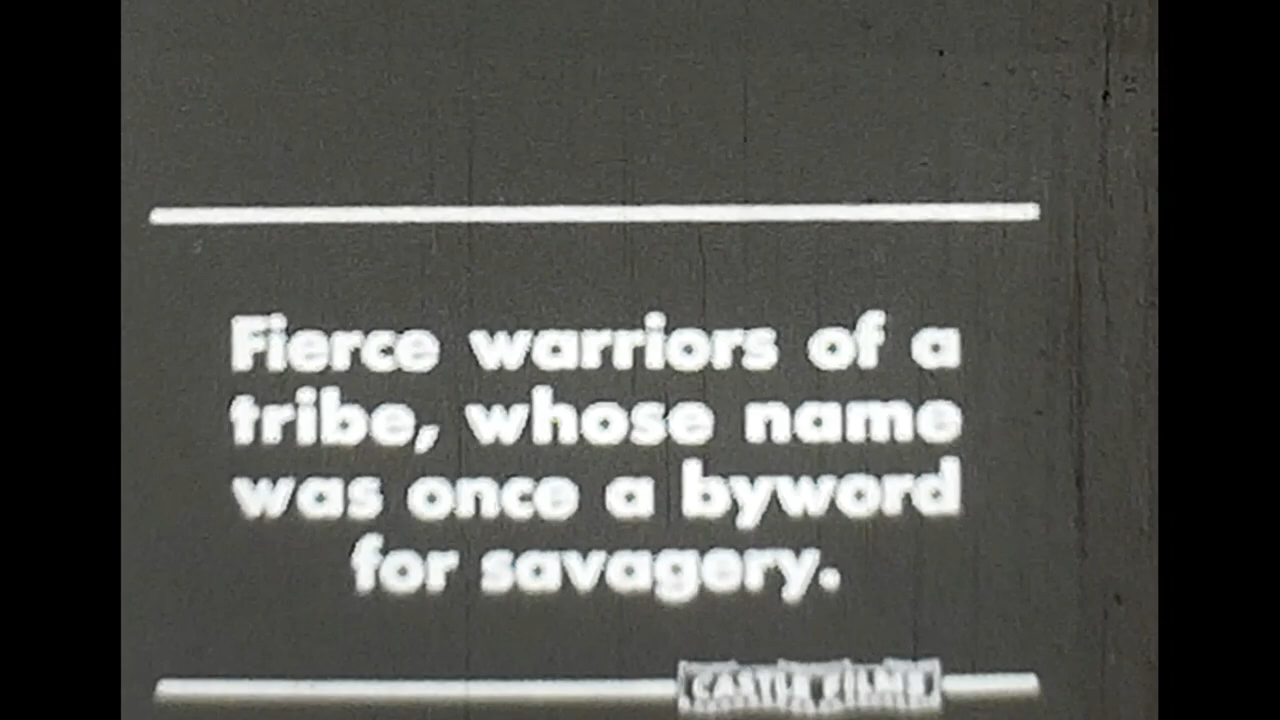 Fierce warriors of a
tribe, whose name
was once a byword
for savagery.
CASTLE FILMS